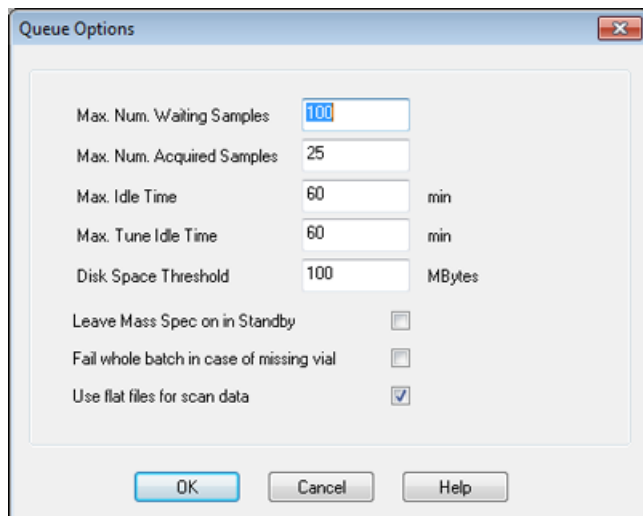 Queue Options
Max. Num. Waiting Samples 100
Max. Num. Acquired Samples 25
Max. Idle Time 60 min
Max. Tune Idle Time 60 min
Disk Space Threshold 100 MBytes
Leave Mass Spec on in Standby
Fail whole batch in case of missing vial
Use flat files for scan data
OK Cancel Help